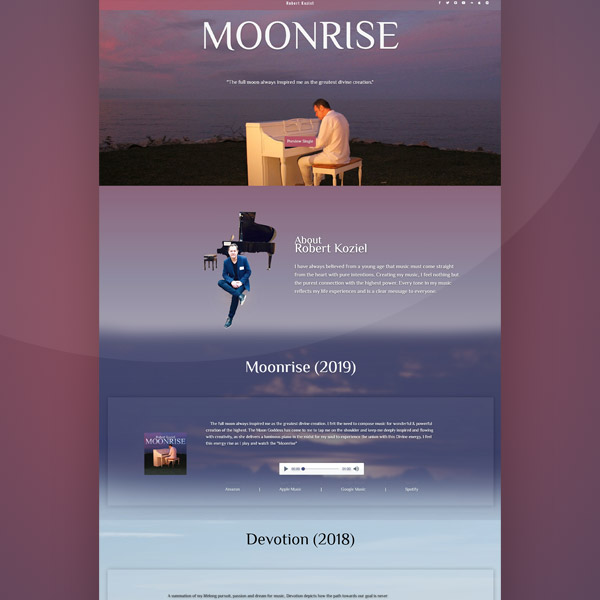 Robert Koziel
MOONRISE
"The full moon always inspired me as the greatest divine creation."
Preview Single
About
Robert Koziel
I have always believed from a young age that music must come straight
from the heart with pure intentions. Creating my music, I feel nothing but
the purest connection with the highest power. Every tone in my music
reflects my life experiences and is a clear message to everyone.
Moonrise (2019)
The full moon always inspired me as the greatest divine creation. I felt the need to compose music for wonderful & powerful
creation of the highest. The Moon Goddess has come to me to tap me on the shoulder and keep me deeply inspired and flowing
with creativity, as she delivers a luminous piano in the mist for my soul to experience the union with this Divine energy. I feel
this energy rise as I play and watch the "Moonrise"
Robert Koziel
MOONRISE
00:00
Amazon | Apple Music | Google Music | Spotify
Devotion (2018)
A summation of my lifelong pursuit, passion and dream for music...Devotion depicts how the path towards our goal is never